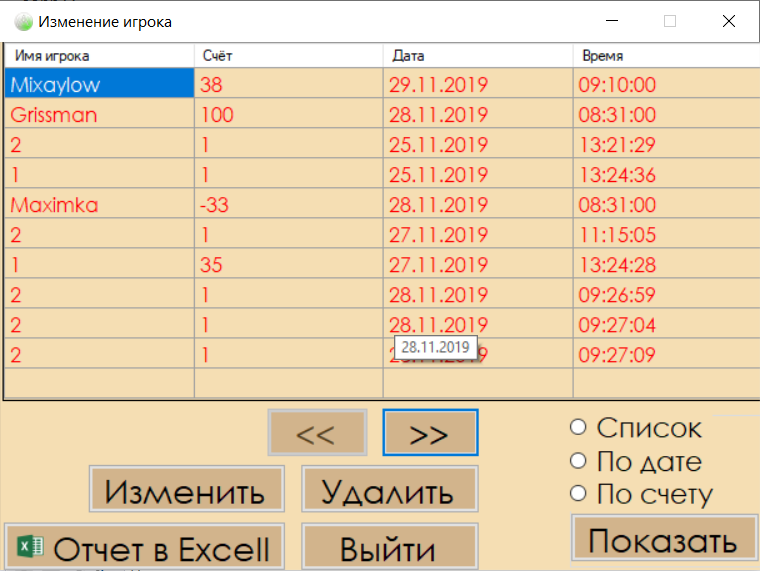 Изменение игрока
Имя игрока Счёт Дата Время
Mixaylow 38 29.11.2019 09:10:00
Grissman 100 28.11.2019 08:31:00
2 1 25.11.2019 13:21:29
1 1 25.11.2019 13:24:36
Maximka -33 28.11.2019 08:31:00
2 1 27.11.2019 11:15:05
1 35 27.11.2019 13:24:28
2 1 28.11.2019 09:26:59
2 1 28.11.2019 09:27:04
28.11.2019
2 1 09:27:09
<< >>
Список
По дате
По счету
Изменить Удалить
Показать
Отчет в Excell Выйти